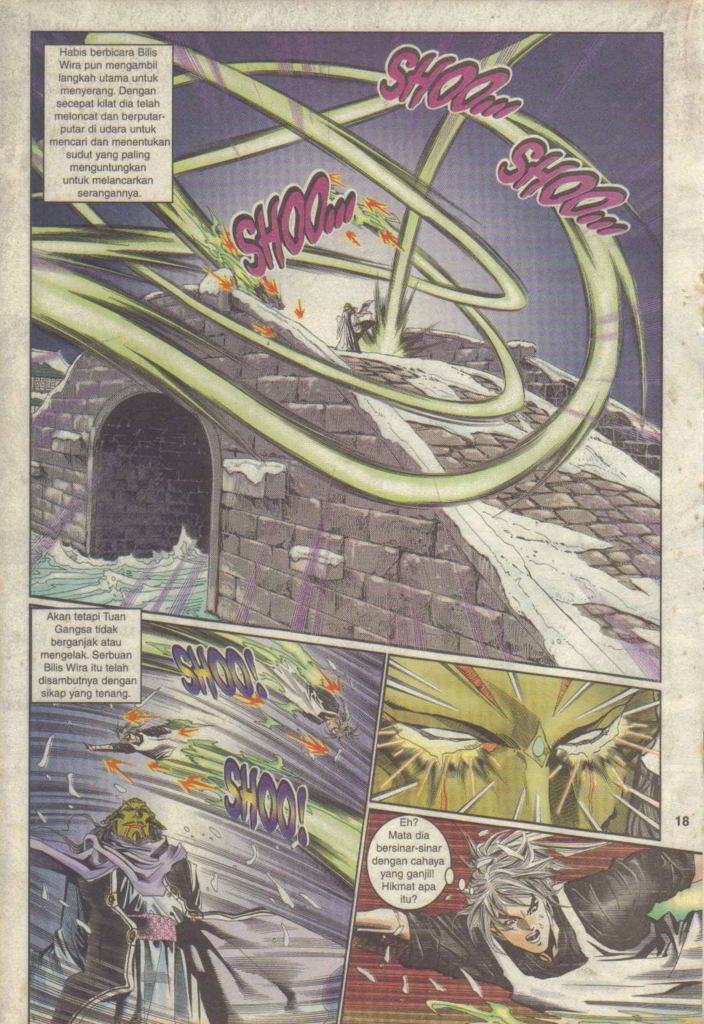 Habis berbicara Bilis
Wira pun mengambil
langkah utama untuk
menyerang. Dengan
secepat kilat dia telah
meloncat dan berputar-
putar di udara untuk
mencari dan menentukan
sudut yang paling
menguntungkan
untuk melancarkan
serangannya.
SHOO...
SHOO...
SHOO...
Akan tetapi Tuan
Gangsa tidak
berganjak atau
mengelak. Serbuan
Bilis Wira itu telah
disambutnya dengan
sikap yang tenang.
SHOO!
SHOO!
Eh?
Mata dia
bersinar-sinar
dengan cahaya
yang ganjil!
Hikmat apa
itu?
18